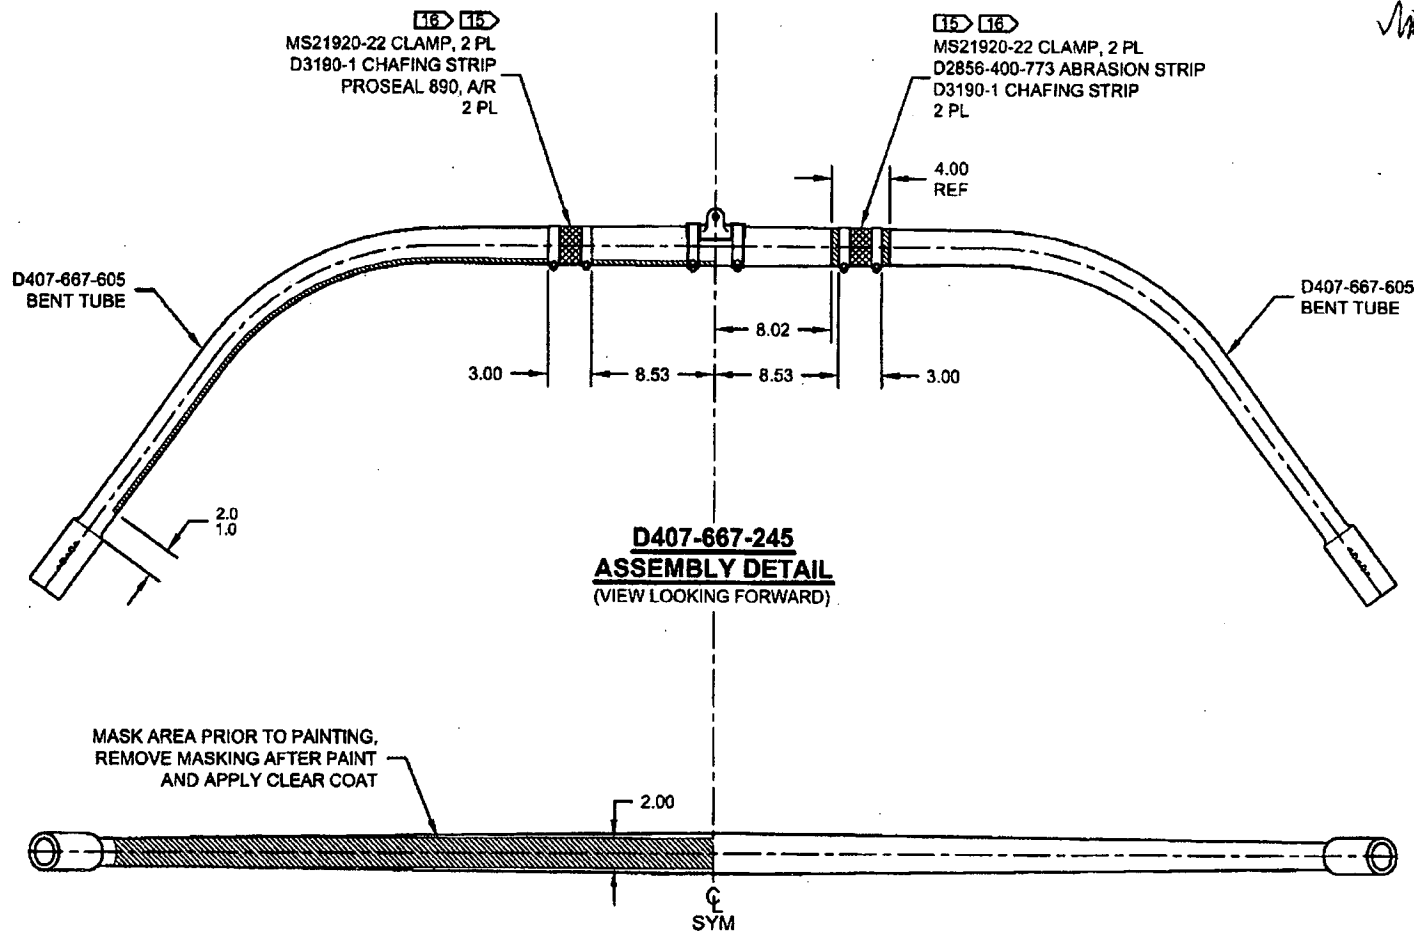 16 15
MS21920-22 CLAMP, 2 PL
D3190-1 CHAFING STRIP
PROSEAL 890, A/R
2 PL
15 16
MS21920-22 CLAMP, 2 PL
D2856-400-773 ABRASION STRIP
D3190-1 CHAFING STRIP
2 PL
4.00
REF
D407-667-605
BENT TUBE
D407-667-605
BENT TUBE
8.02
3.00
8.53
8.53
3.00
2.0
1.0
D407-667-245
ASSEMBLY DETAIL
(VIEW LOOKING FORWARD)
MASK AREA PRIOR TO PAINTING,
REMOVE MASKING AFTER PAINT
AND APPLY CLEAR COAT
2.00
℄
SYM